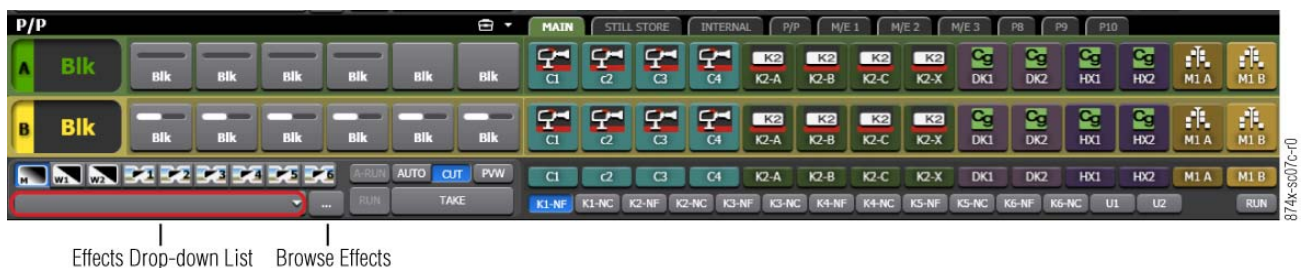 P/P MAIN STILL STORE INTERNAL P/P M/E 1 M/E 2 M/E 3 P8 P9 P10
A Blk Blk Blk Blk Blk Blk Blk C1 c2 C3 C4 K2 K2-A K2 K2-B K2 K2-C K2 K2-X Cg DK1 Cg DK2 Cg HX1 Cg HX2 M1 A M1 B
B Blk Blk Blk Blk Blk Blk Blk C1 c2 C3 C4 K2 K2-A K2 K2-B K2 K2-C K2 K2-X Cg DK1 Cg DK2 Cg HX1 Cg HX2 M1 A M1 B
M W1 W2 1 2 3 4 5 6 A-RUN AUTO CUT PVW C1 c2 C3 C4 K2-A K2-B K2-C K2-X DK1 DK2 HX1 HX2 M1 A M1 B
... RUN TAKE K1-NF K1-NC K2-NF K2-NC K3-NF K3-NC K4-NF K4-NC K5-NF K5-NC K6-NF K6-NC U1 U2 RUN
874x-sc07c-r0
Effects Drop-down List Browse Effects